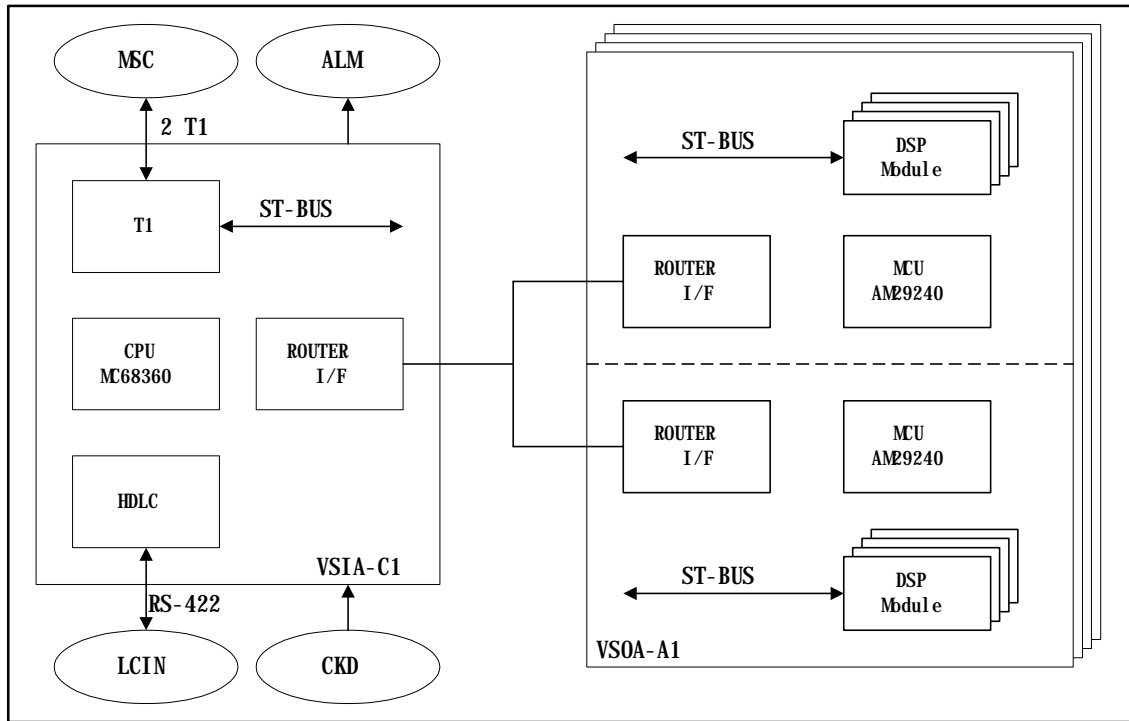 MSC
ALM
2 T1
T1
ST-BUS
CPU
MC68360
ROUTER
I/F
HDLC
VSIA-C1
RS-422
LCIN
CKD
ST-BUS
DSP
Module
ROUTER
I/F
MCU
AM29240
ROUTER
I/F
MCU
AM29240
ST-BUS
DSP
Module
VSOA-A1